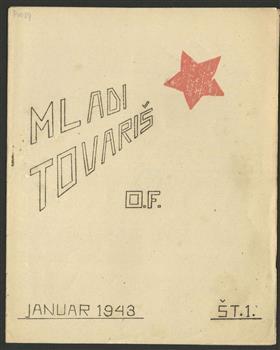 MLADI
TOVARIŠ
O.F.
JANUAR 1943
ŠT.1.